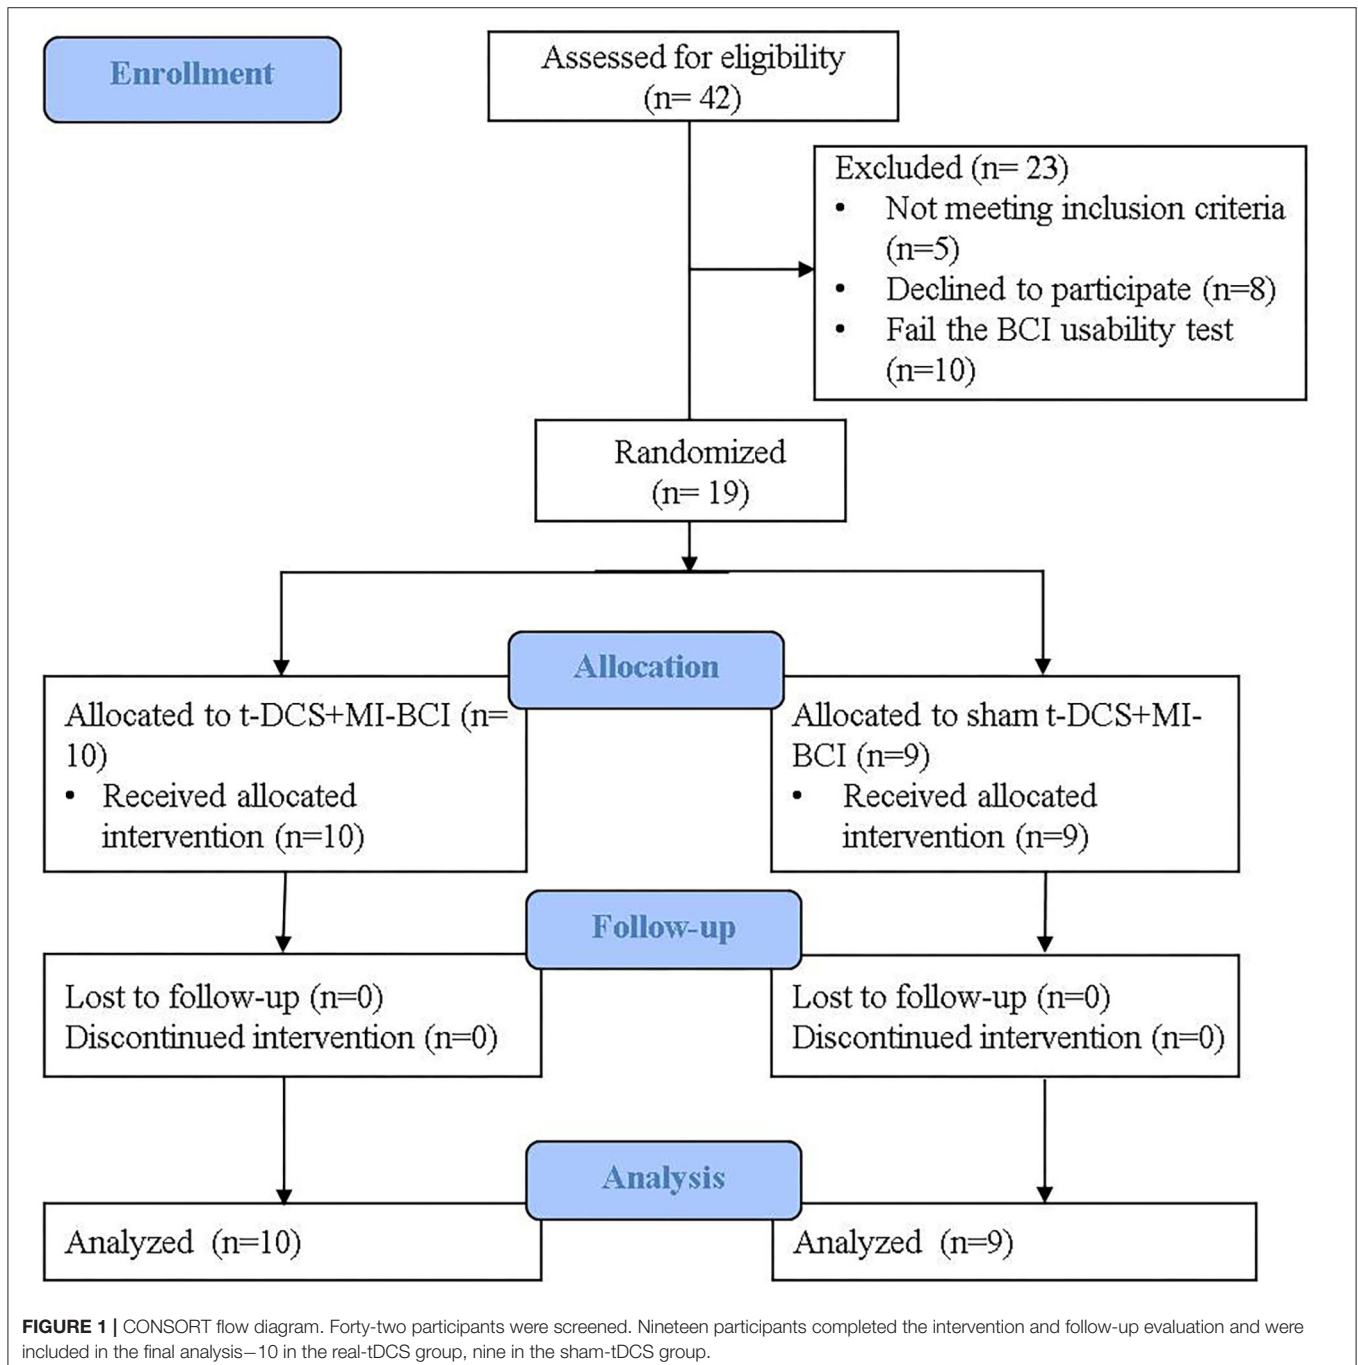 Enrollment
Assessed for eligibility
(n= 42)
Excluded (n= 23)
• Not meeting inclusion criteria
(n=5)
• Declined to participate (n=8)
• Fail the BCI usability test
(n=10)
Randomized
(n= 19)
Allocation
Allocated to t-DCS+MI-BCI (n=
10)
• Received allocated
intervention (n=10)
Allocated to sham t-DCS+MI-
BCI (n=9)
• Received allocated
intervention (n=9)
Follow-up
Lost to follow-up (n=0)
Discontinued intervention (n=0)
Lost to follow-up (n=0)
Discontinued intervention (n=0)
Analysis
Analyzed (n=10)
Analyzed (n=9)
FIGURE 1 | CONSORT flow diagram. Forty-two participants were screened. Nineteen participants completed the intervention and follow-up evaluation and were
included in the final analysis—10 in the real-tDCS group, nine in the sham-tDCS group.